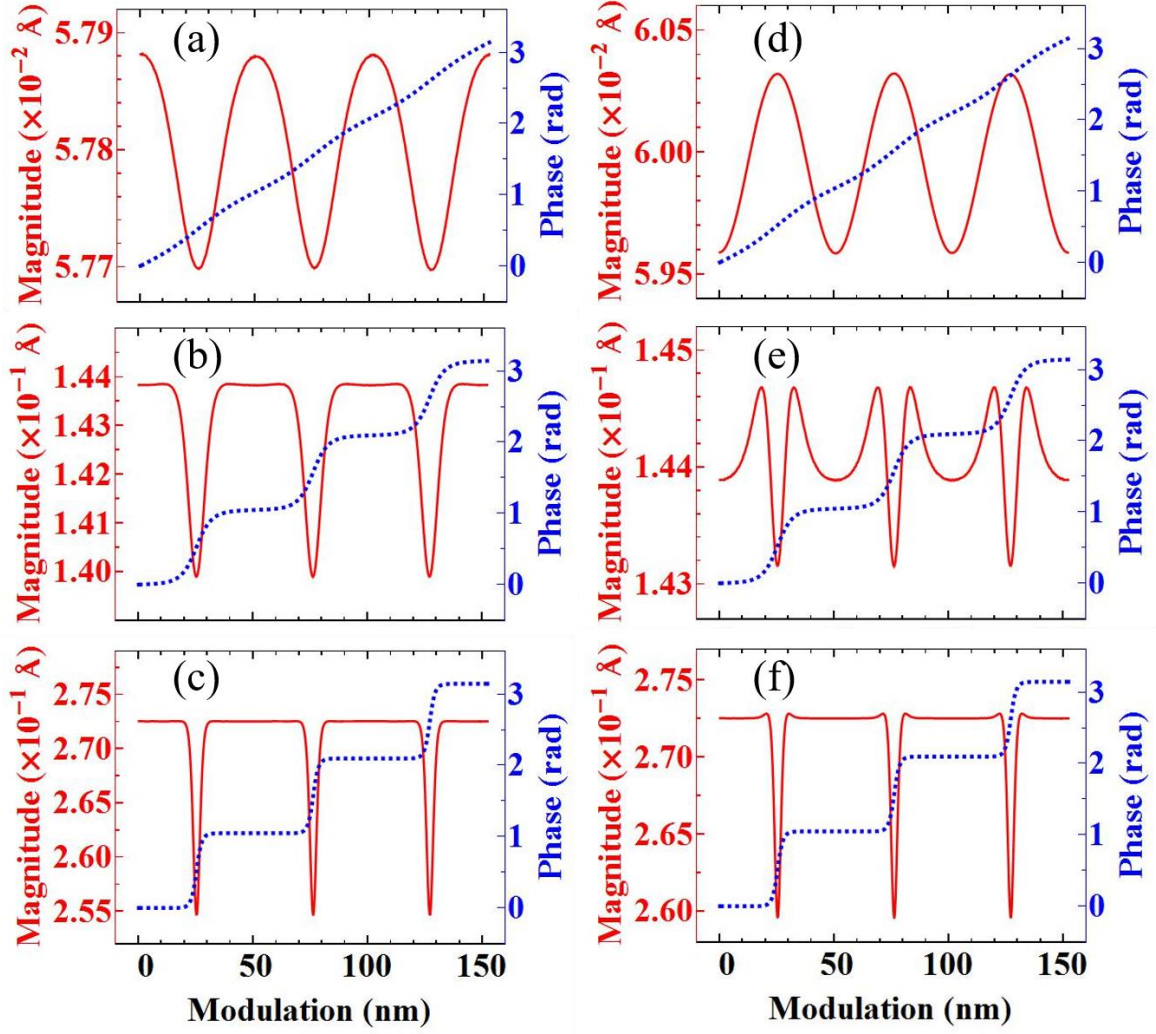 (a)
Magnitude (×10⁻² Å)
5.79
5.78
5.77
Phase (rad)
3
2
1
0
(d)
Magnitude (×10⁻² Å)
6.05
6.00
5.95
Phase (rad)
3
2
1
0
(b)
Magnitude (×10⁻¹ Å)
1.44
1.43
1.42
1.41
1.40
Phase (rad)
3
2
1
0
(e)
Magnitude (×10⁻¹ Å)
1.45
1.44
1.43
Phase (rad)
3
2
1
0
(c)
Magnitude (×10⁻¹ Å)
2.75
2.70
2.65
2.60
2.55
Phase (rad)
3
2
1
0
0 50 100 150
Modulation (nm)
(f)
Magnitude (×10⁻¹ Å)
2.75
2.70
2.65
2.60
Phase (rad)
3
2
1
0
0 50 100 150
Modulation (nm)